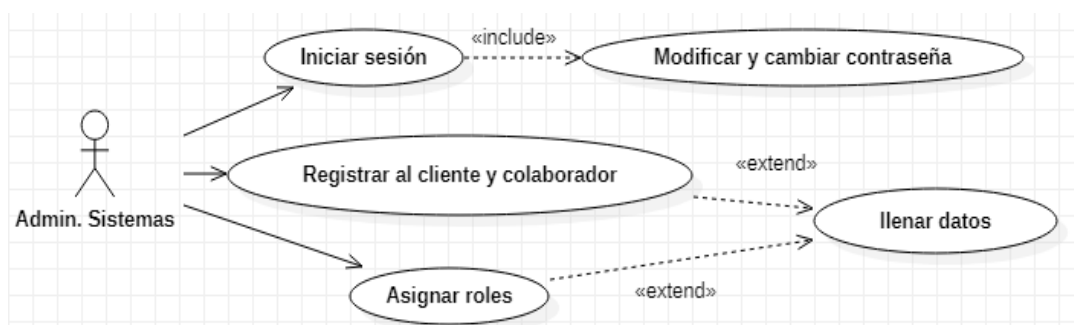 «include»
Iniciar sesión
Modificar y cambiar contraseña
Registrar al cliente y colaborador
«extend»
Admin. Sistemas
llenar datos
Asignar roles
«extend»